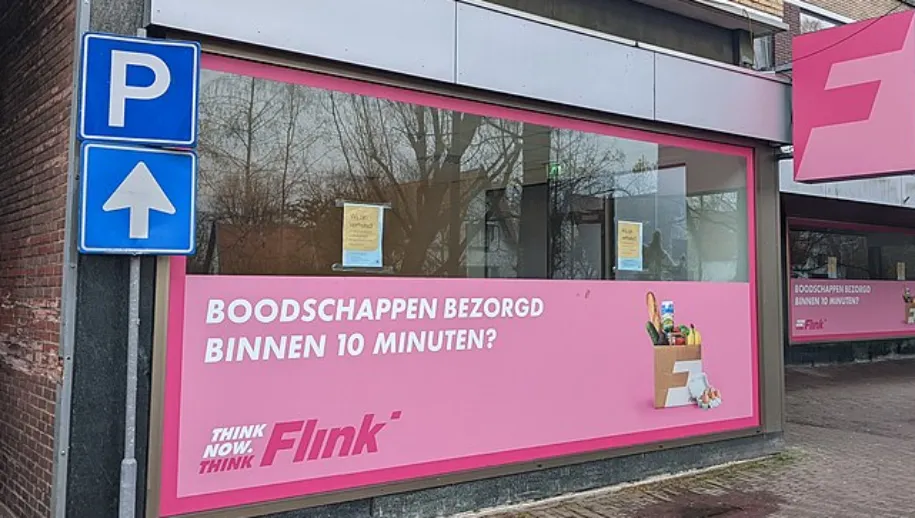 P
BOODSCHAPPEN BEZORGD
BINNEN 10 MINUTEN?
THINK
NOW.
THINK
Flink
BOODSCHAPPEN BEZORGD
BINNEN 10 MINUTEN?
Flink